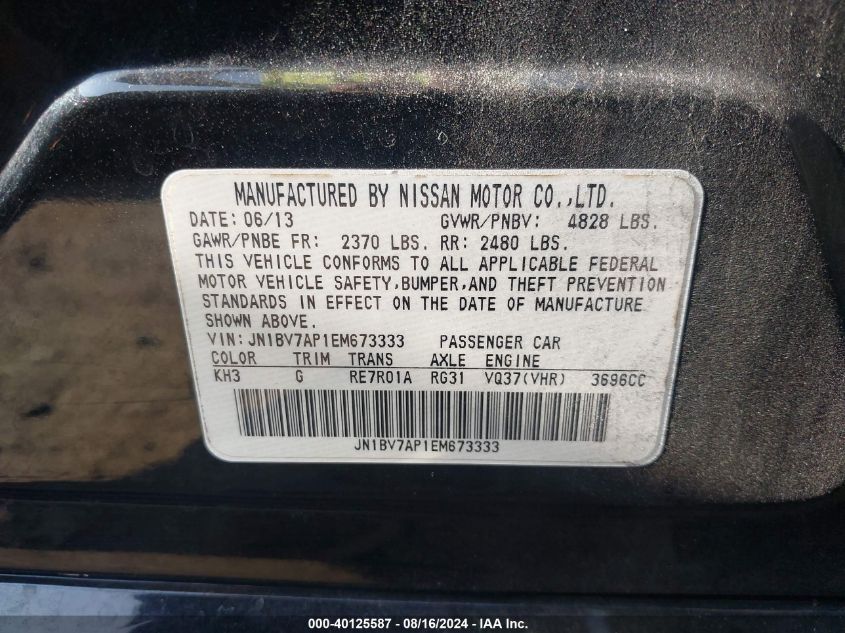 MANUFACTURED BY NISSAN MOTOR CO.,LTD.
DATE: 06/13 GVWR/PNBV: 4828 LBS.
GAWR/PNBE FR: 2370 LBS. RR: 2480 LBS.
THIS VEHICLE CONFORMS TO ALL APPLICABLE FEDERAL
MOTOR VEHICLE SAFETY,BUMPER,AND THEFT PREVENTION
STANDARDS IN EFFECT ON THE DATE OF MANUFACTURE
SHOWN ABOVE.
VIN:JN1BV7AP1EM673333 PASSENGER CAR
COLOR TRIM TRANS AXLE ENGINE
KH3 G RE7R01A RG31 VQ37(VHR) 3696CC
JN1BV7AP1EM673333
000-40125587 - 08/16/2024 - IAA Inc.